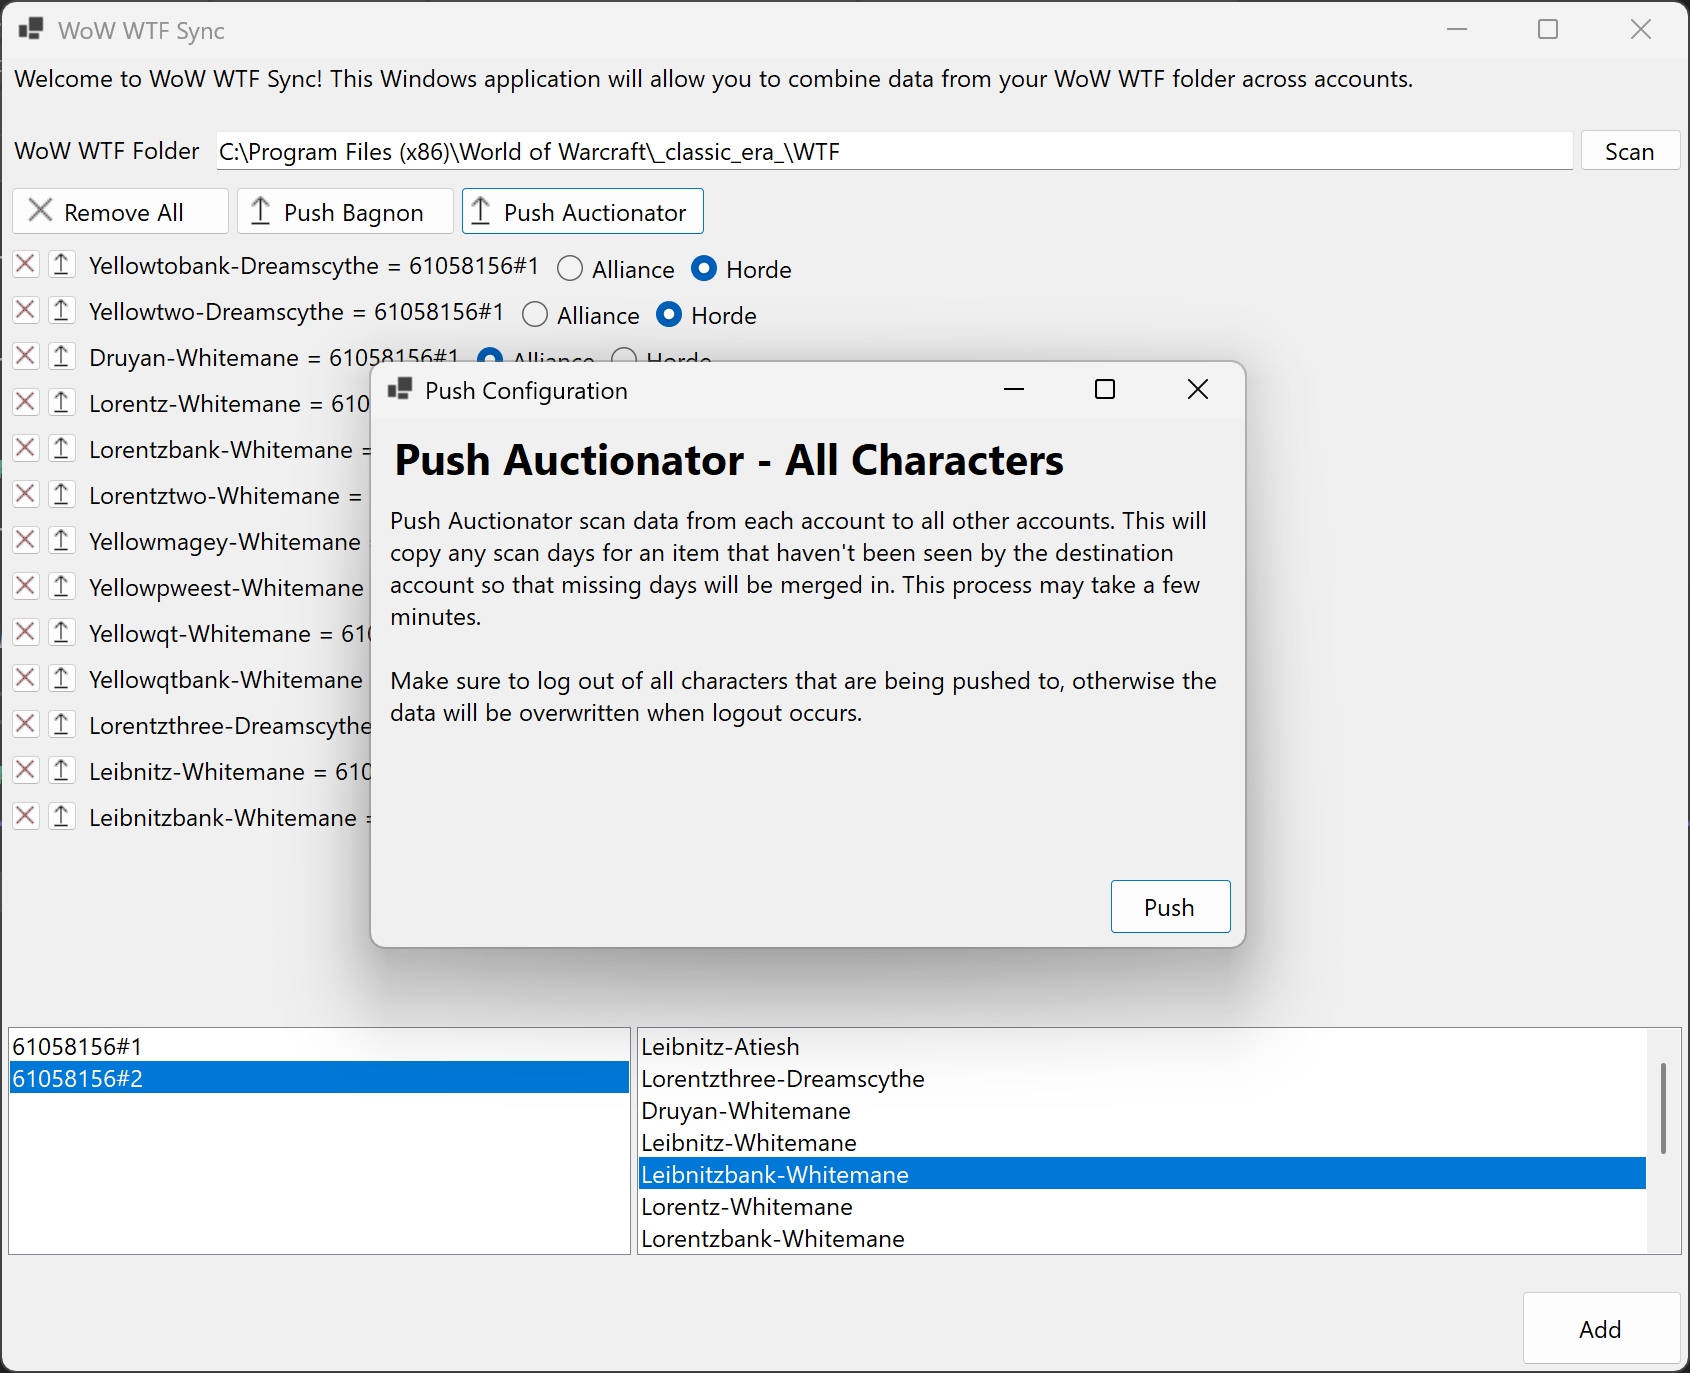 WoW WTF Sync
Welcome to WoW WTF Sync! This Windows application will allow you to combine data from your WoW WTF folder across accounts.
WoW WTF Folder C:\Program Files (x86)\World of Warcraft\_classic_era_\WTF Scan
Remove All Push Bagnon Push Auctionator
Yellowtobank-Dreamscythe = 61058156#1 Alliance Horde
Yellowtwo-Dreamscythe = 61058156#1 Alliance Horde
Druyan-Whitemane = 61058156#1 Alliance Horde
Lorentz-Whitemane = 610
Lorentzbank-Whitemane =
Lorentztwo-Whitemane =
Yellowmagey-Whitemane
Yellowpweest-Whitemane
Yellowqt-Whitemane = 610
Yellowqtbank-Whitemane
Lorentzthree-Dreamscythe
Leibnitz-Whitemane = 610
Leibnitzbank-Whitemane =
Push Configuration
Push Auctionator - All Characters
Push Auctionator scan data from each account to all other accounts. This will
copy any scan days for an item that haven't been seen by the destination
account so that missing days will be merged in. This process may take a few
minutes.
Make sure to log out of all characters that are being pushed to, otherwise the
data will be overwritten when logout occurs.
Push
61058156#1
61058156#2
Leibnitz-Atiesh
Lorentzthree-Dreamscythe
Druyan-Whitemane
Leibnitz-Whitemane
Leibnitzbank-Whitemane
Lorentz-Whitemane
Lorentzbank-Whitemane
Add